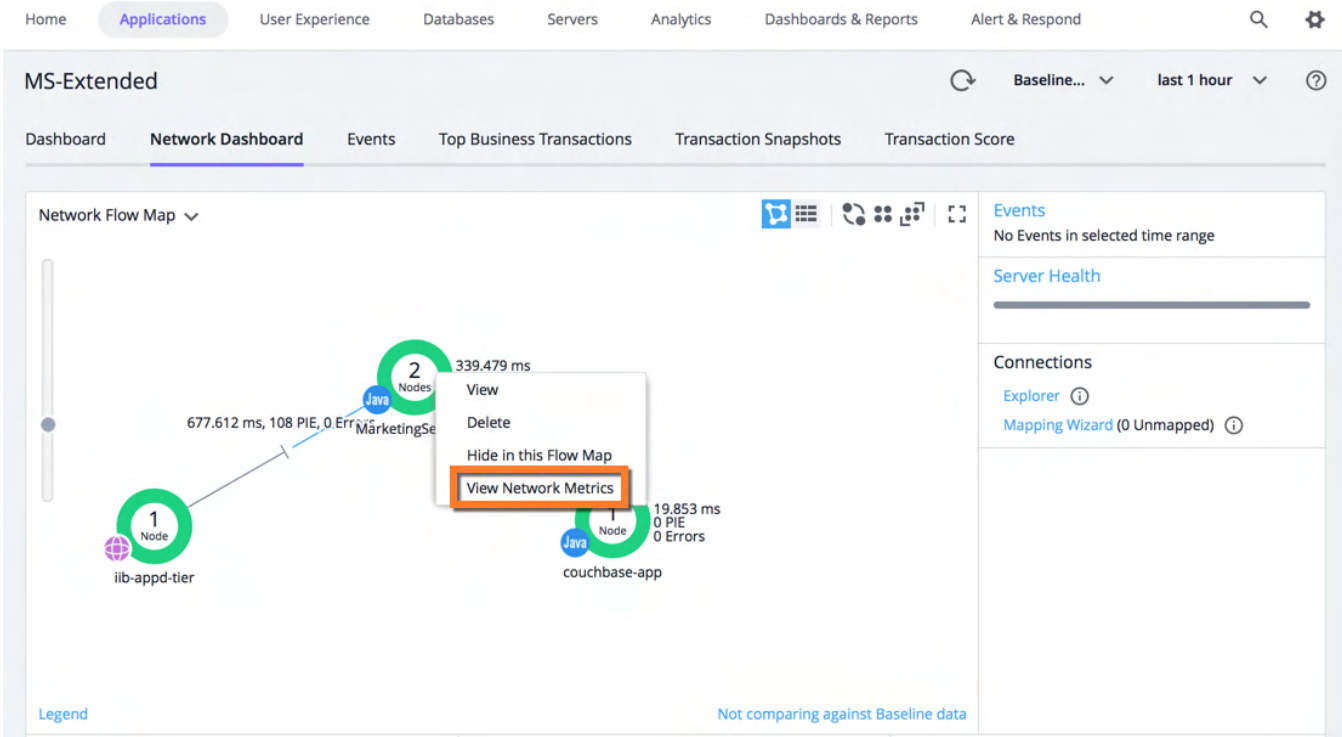 Home Applications User Experience Databases Servers Analytics Dashboards & Reports Alert & Respond
MS-Extended
Baseline... last 1 hour
Dashboard Network Dashboard Events Top Business Transactions Transaction Snapshots Transaction Score
Network Flow Map
Events
No Events in selected time range
Server Health
Connections
Explorer
Mapping Wizard (0 Unmapped)
2
Nodes
Java
339.479 ms
677.612 ms, 108 PIE, 0 Errors
MarketingSe
View
Delete
Hide in this Flow Map
View Network Metrics
1
Node
iib-appd-tier
1
Node
Java
19.853 ms
0 PIE
0 Errors
couchbase-app
Legend
Not comparing against Baseline data